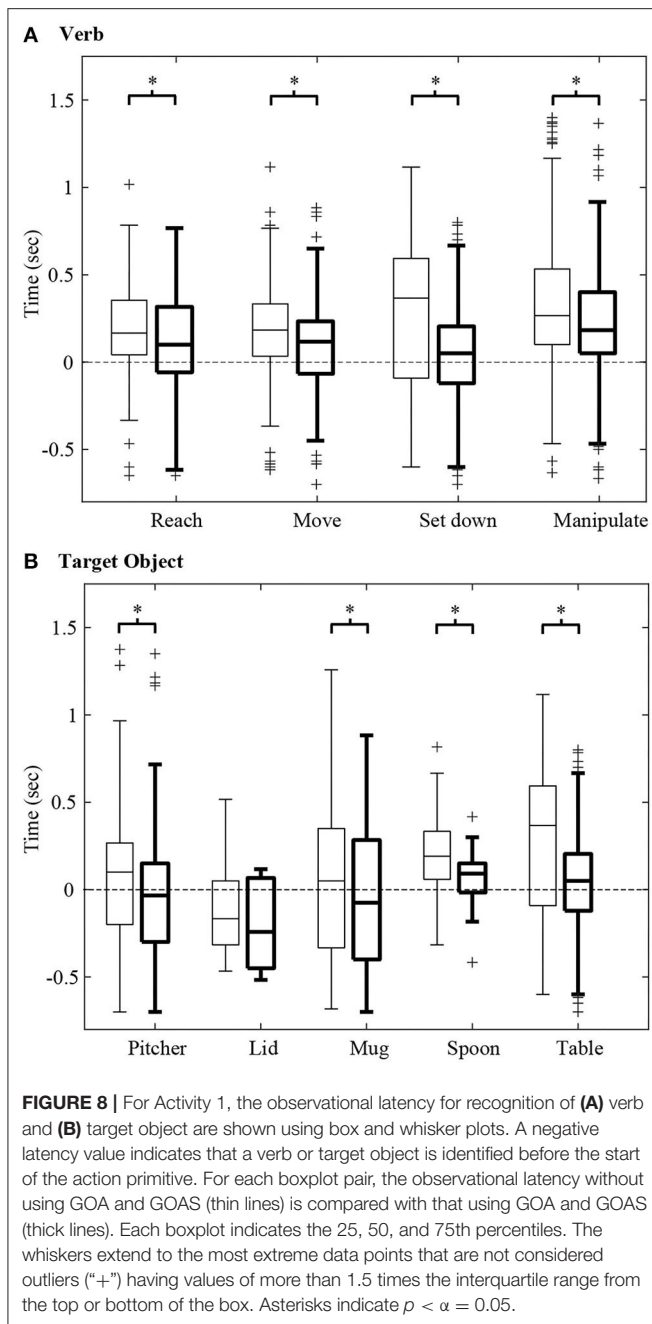 A Verb
*
*
*
*
1.5
1
0.5
0
-0.5
Time (sec)
Reach Move Set down Manipulate
B Target Object
*
*
*
*
1.5
1
0.5
0
-0.5
Time (sec)
Pitcher Lid Mug Spoon Table
FIGURE 8 | For Activity 1, the observational latency for recognition of (A) verb
and (B) target object are shown using box and whisker plots. A negative
latency value indicates that a verb or target object is identified before the start
of the action primitive. For each boxplot pair, the observational latency without
using GOA and GOAS (thin lines) is compared with that using GOA and GOAS
(thick lines). Each boxplot indicates the 25, 50, and 75th percentiles. The
whiskers extend to the most extreme data points that are not considered
outliers (“+”) having values of more than 1.5 times the interquartile range from
the top or bottom of the box. Asterisks indicate p < α = 0.05.